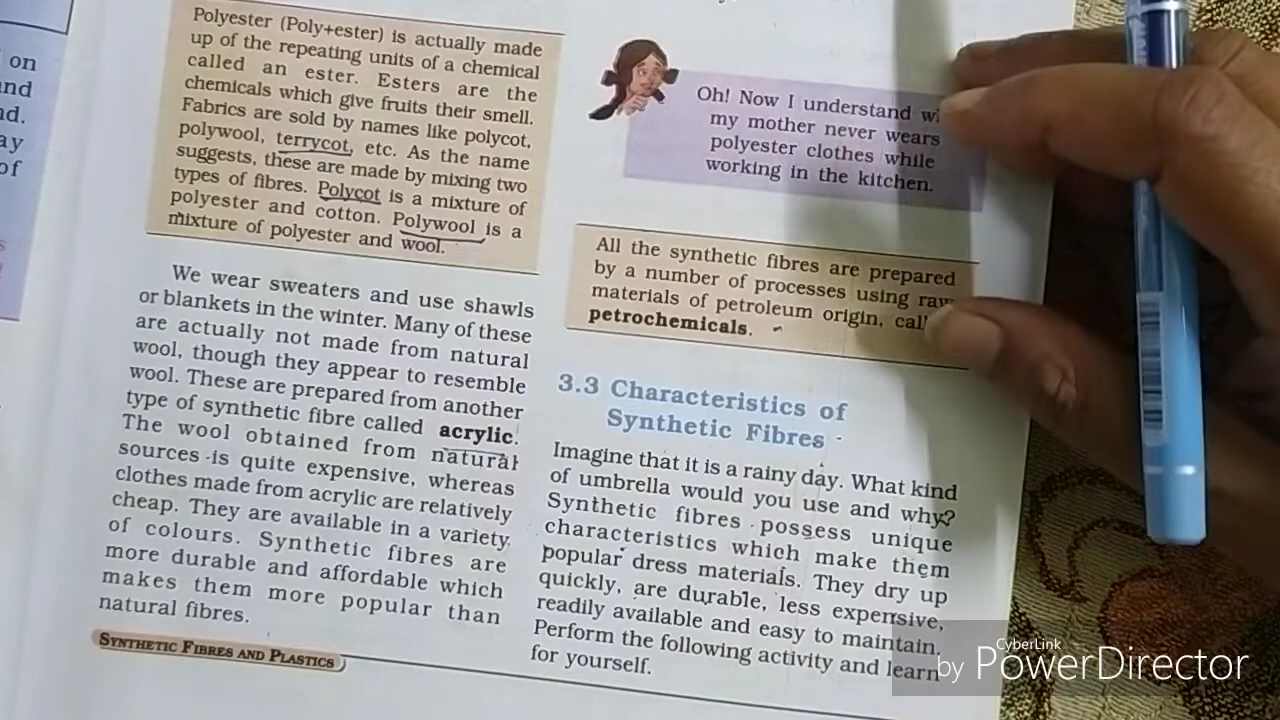 on
and
nd.
ay
of
Polyester (Poly+ester) is actually made
up of the repeating units of a chemical
called an ester. Esters are the
chemicals which give fruits their smell.
Fabrics are sold by names like polycot,
polywool, terrycot, etc. As the name
suggests, these are made by mixing two
types of fibres. Polycot is a mixture of
polyester and cotton. Polywool is a
mixture of polyester and wool.
We wear sweaters and use shawls
or blankets in the winter. Many of these
are actually not made from natural
wool, though they appear to resemble
wool. These are prepared from another
type of synthetic fibre called acrylic.
The wool obtained from natural
sources is quite expensive, whereas
clothes made from acrylic are relatively
cheap. They are available in a variety
of colours. Synthetic fibres are
more durable and affordable which
makes them more popular than
natural fibres.
SYNTHETIC FIBRES AND PLASTICS
Oh! Now I understand
my mother never wears
polyester clothes while
working in the kitchen.
All the synthetic fibres are prepared
by a number of processes using raw
materials of petroleum origin,
petrochemicals.
3.3 Characteristics of
Synthetic Fibres
Imagine that it is a rainy day. What kind
of umbrella would you use and why?
Synthetic fibres possess unique
characteristics which make them
popular dress materials. They dry up
quickly, are durable, less expensive,
readily available and easy to maintain.
Perform the following activity and learn
for yourself.
CyberLink
by PowerDirector